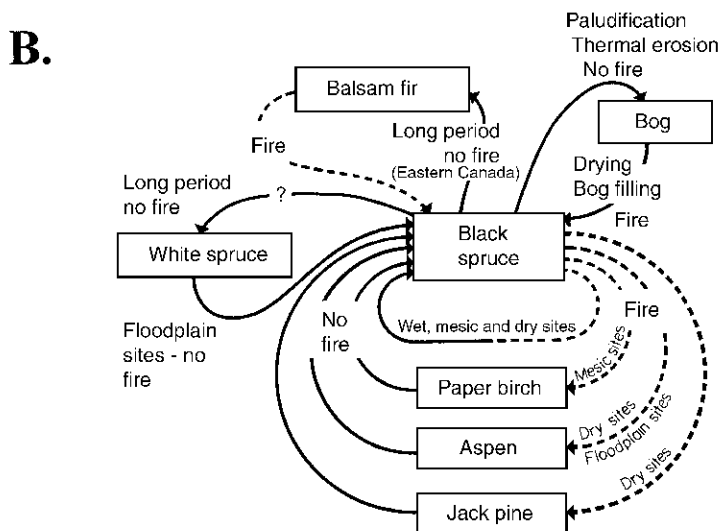 B.
Paludification
Thermal erosion
No fire
Balsam fir
Bog
Fire
Long period
no fire
(Eastern Canada)
Drying
Bog filling
Fire
Long period
no fire
?
White spruce
Black
spruce
Floodplain
sites - no
fire
No
fire
Wet, mesic and dry sites
Fire
Mesic sites
Paper birch
Dry sites
Floodplain sites
Aspen
Dry sites
Jack pine